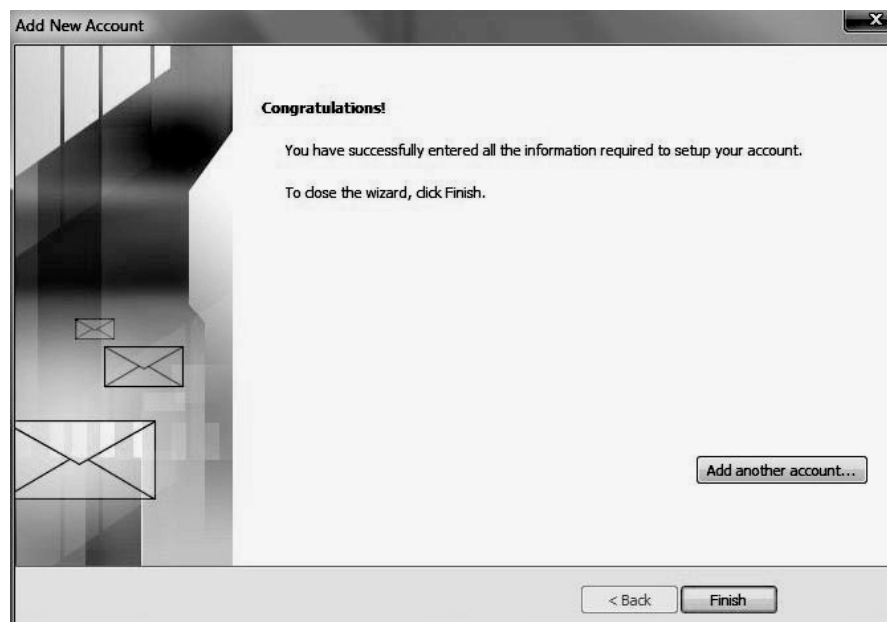 Add New Account
X
Congratulations!
You have successfully entered all the information required to setup your account.
To close the wizard, click Finish.
Add another account...
< Back
Finish